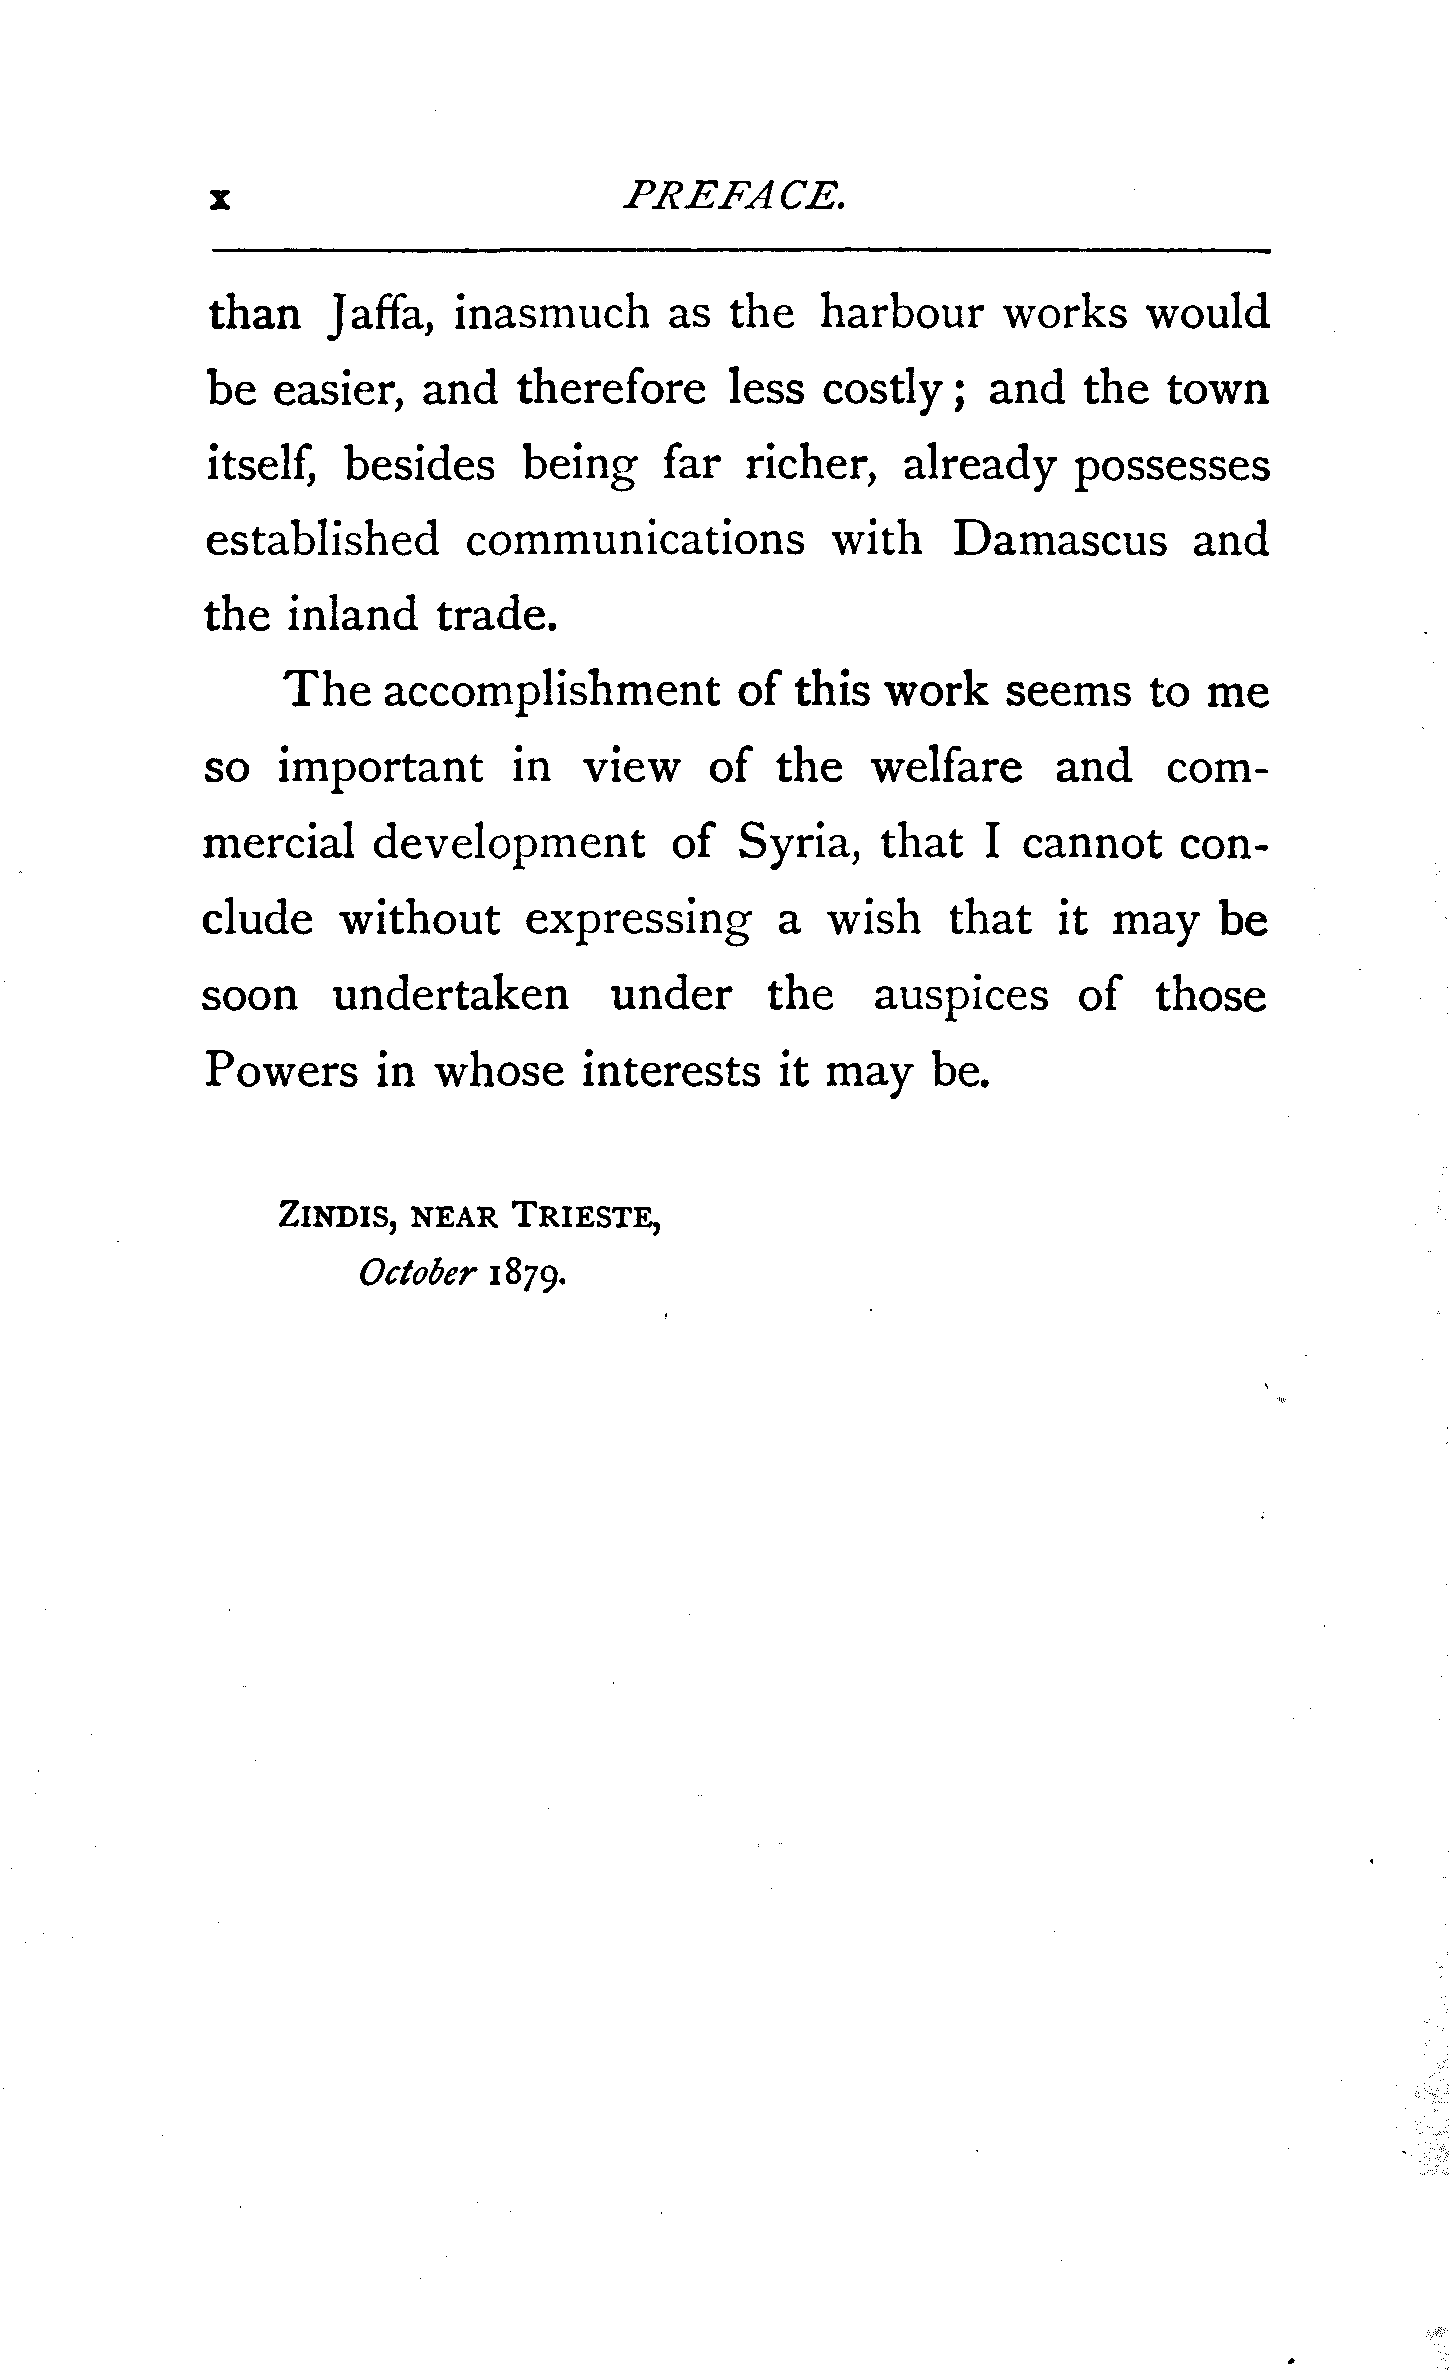 x PREFACE.
than Jaffa, inasmuch as the harbour works would
be easier, and therefore less costly; and the town
itself, besides being far richer, already possesses
established communications with Damascus and
the inland trade.
The accomplishment of this work seems to me
so important in view of the welfare and com-
mercial development of Syria, that I cannot con-
clude without expressing a wish that it may be
soon undertaken under the auspices of those
Powers in whose interests it may be.
ZINDIS, NEAR TRIESTE,
October 1879.